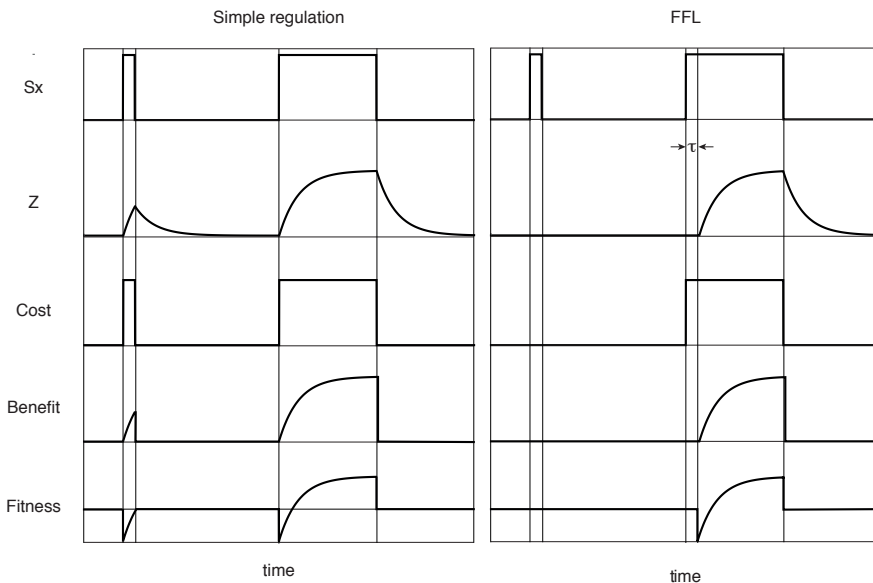 Simple regulation
FFL
Sx
τ
Z
Cost
Benefit
Fitness
time
time